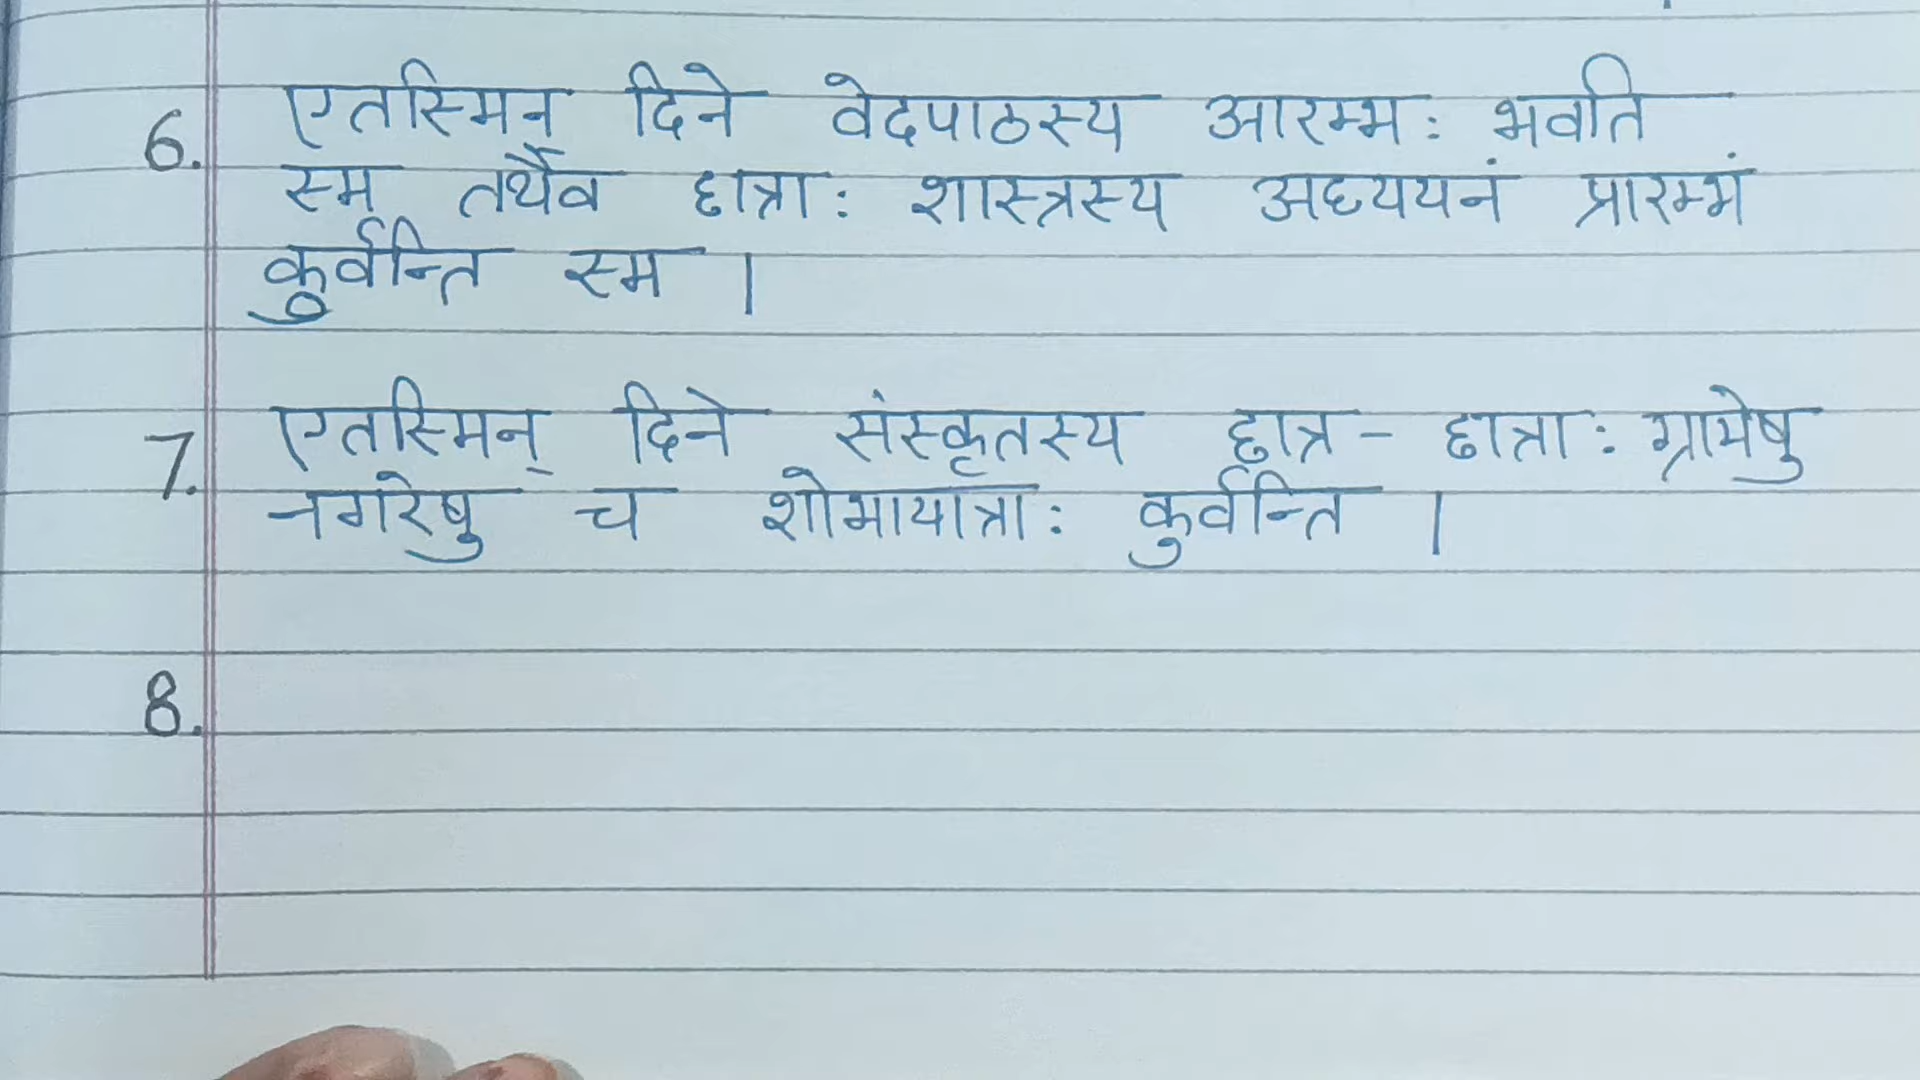 6. एतस्मिन् दिने वेदपाठस्य आरम्भः भवति
स्म तथैव छात्राः शास्त्रस्य अध्ययनं प्रारम्भं
कुर्वन्ति स्म ।
7. एतस्मिन् दिने संस्कृतस्य छात्र - छात्राः ग्रामेषु
नगरेषु च शोभायात्राः कुर्वन्ति ।
8.